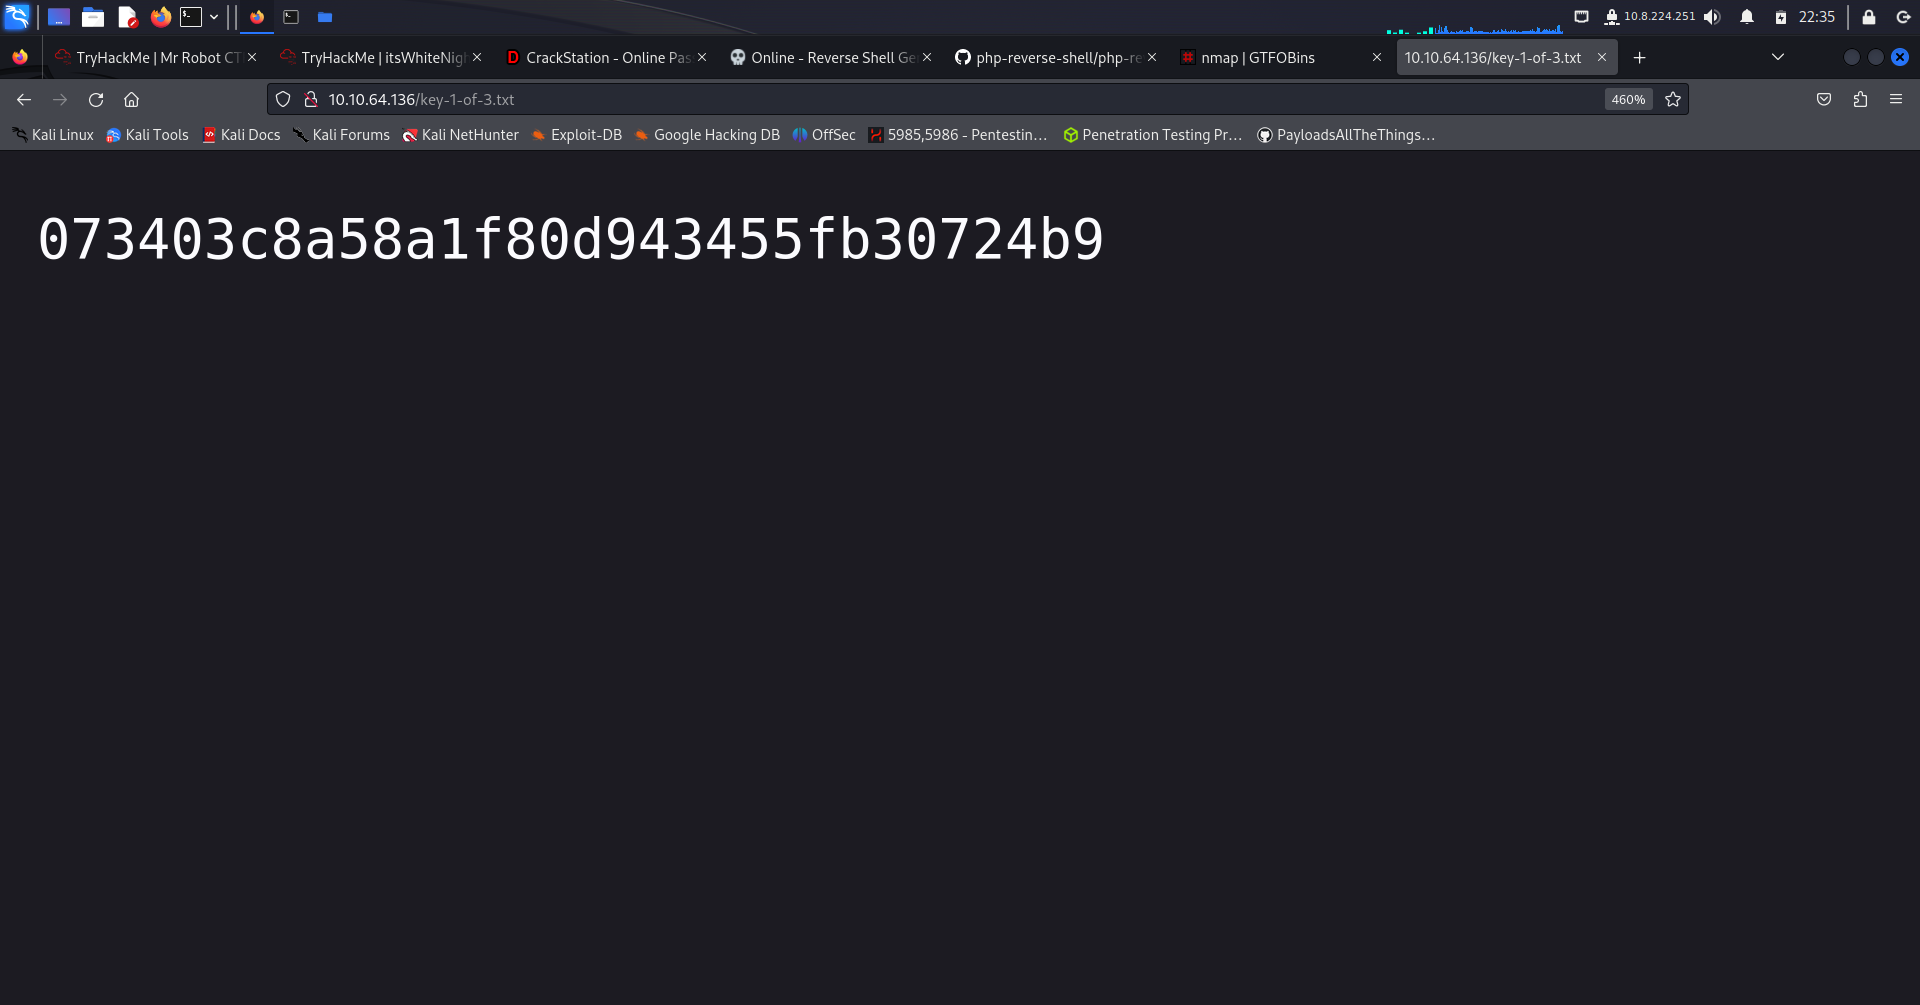 10.8.224.251 22:35
TryHackMe | Mr Robot CT TryHackMe | itsWhiteNigh CrackStation - Online Pas Online - Reverse Shell Ge php-reverse-shell/php-re nmap | GTFOBins 10.10.64.136/key-1-of-3.txt
10.10.64.136/key-1-of-3.txt 460%
Kali Linux Kali Tools Kali Docs Kali Forums Kali NetHunter Exploit-DB Google Hacking DB OffSec 5985,5986 - Pentestin… Penetration Testing Pr… PayloadsAllTheThings…
073403c8a58a1f80d943455fb30724b9